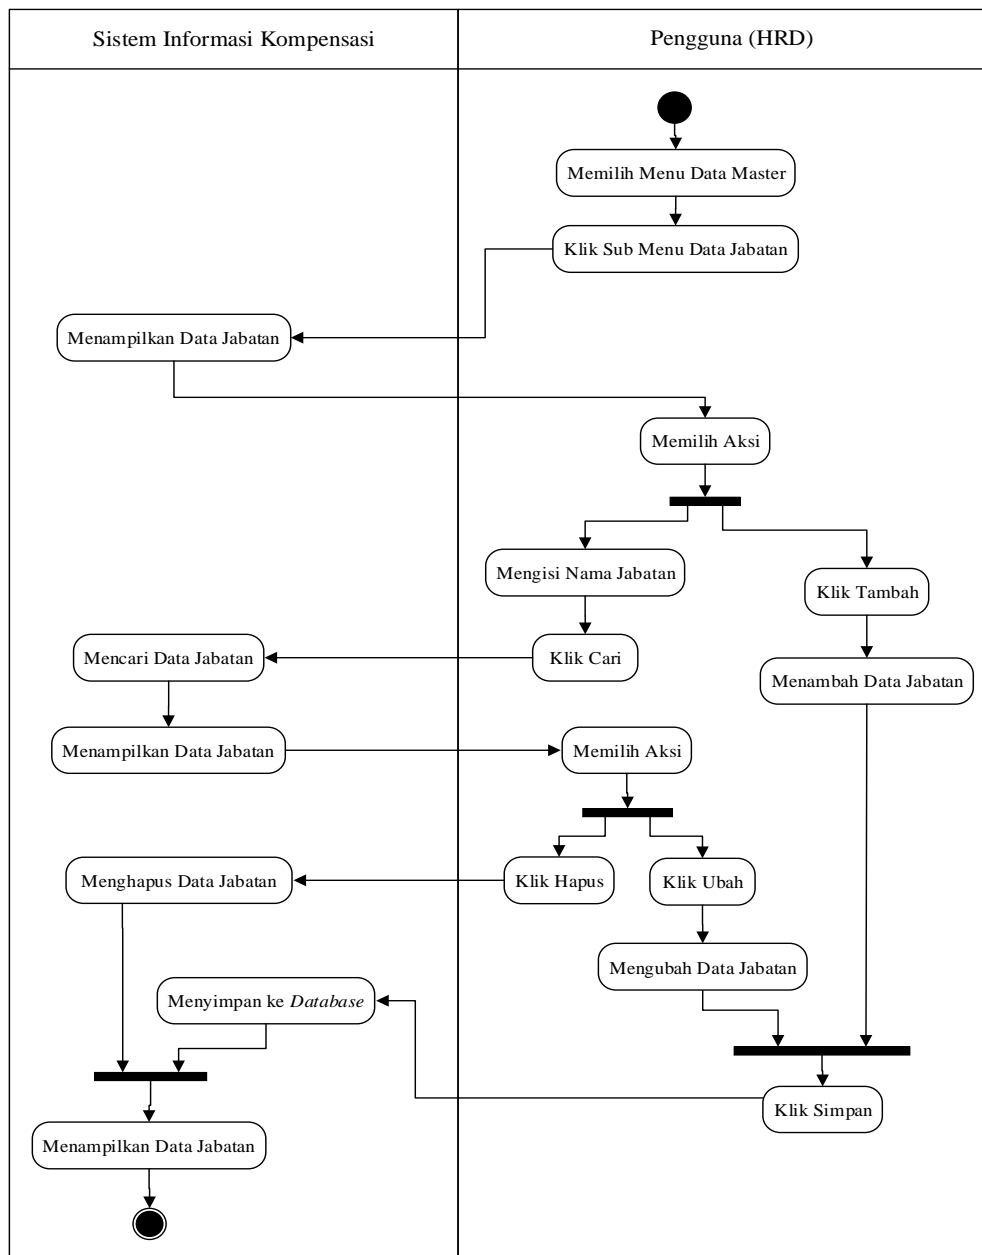 Sistem Informasi Kompensasi
Pengguna (HRD)
Memilih Menu Data Master
Klik Sub Menu Data Jabatan
Menampilkan Data Jabatan
Memilih Aksi
Mengisi Nama Jabatan
Klik Tambah
Mencari Data Jabatan
Klik Cari
Menambah Data Jabatan
Menampilkan Data Jabatan
Memilih Aksi
Menghapus Data Jabatan
Klik Hapus
Klik Ubah
Mengubah Data Jabatan
Menyimpan ke Database
Klik Simpan
Menampilkan Data Jabatan